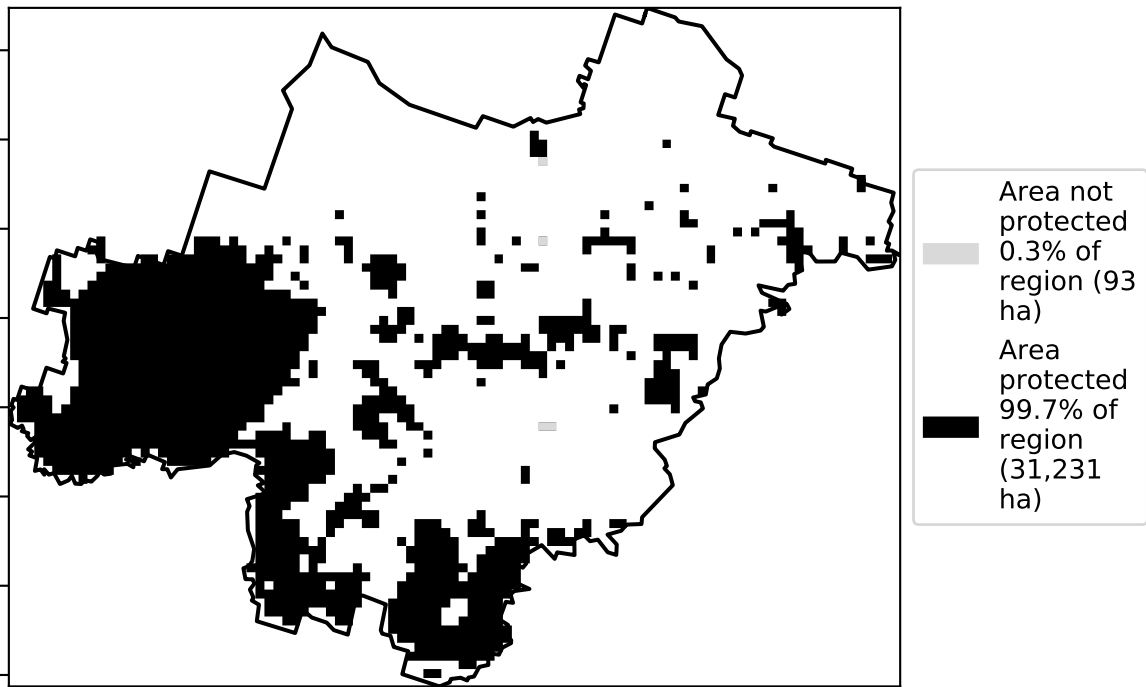 Area not
protected
0.3% of
region (93
ha)
Area
protected
99.7% of
region
(31,231
ha)